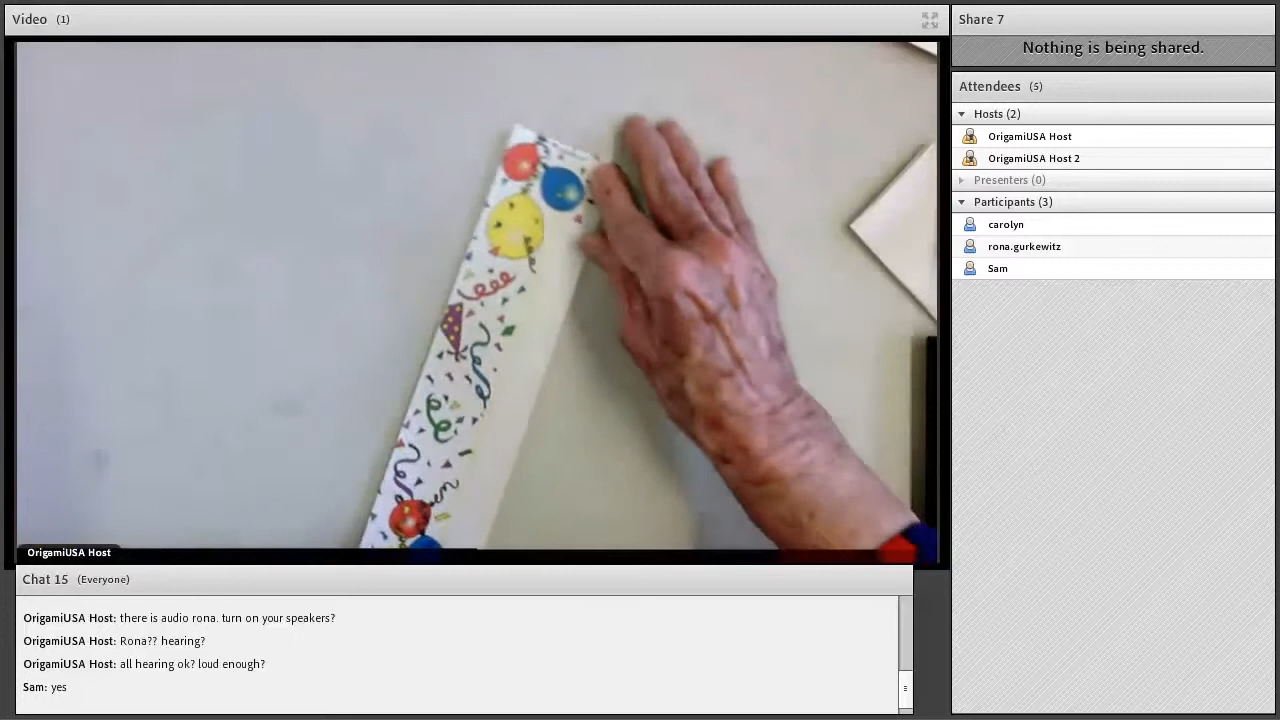 Video (1)
OrigamiUSA Host
Chat 15 (Everyone)
OrigamiUSA Host: there is audio rona. turn on your speakers?
OrigamiUSA Host: Rona?? hearing?
OrigamiUSA Host: all hearing ok? loud enough?
Sam: yes
Share 7
Nothing is being shared.
Attendees (5)
Hosts (2)
OrigamiUSA Host
OrigamiUSA Host 2
Presenters (0)
Participants (3)
carolyn
rona.gurkewitz
Sam